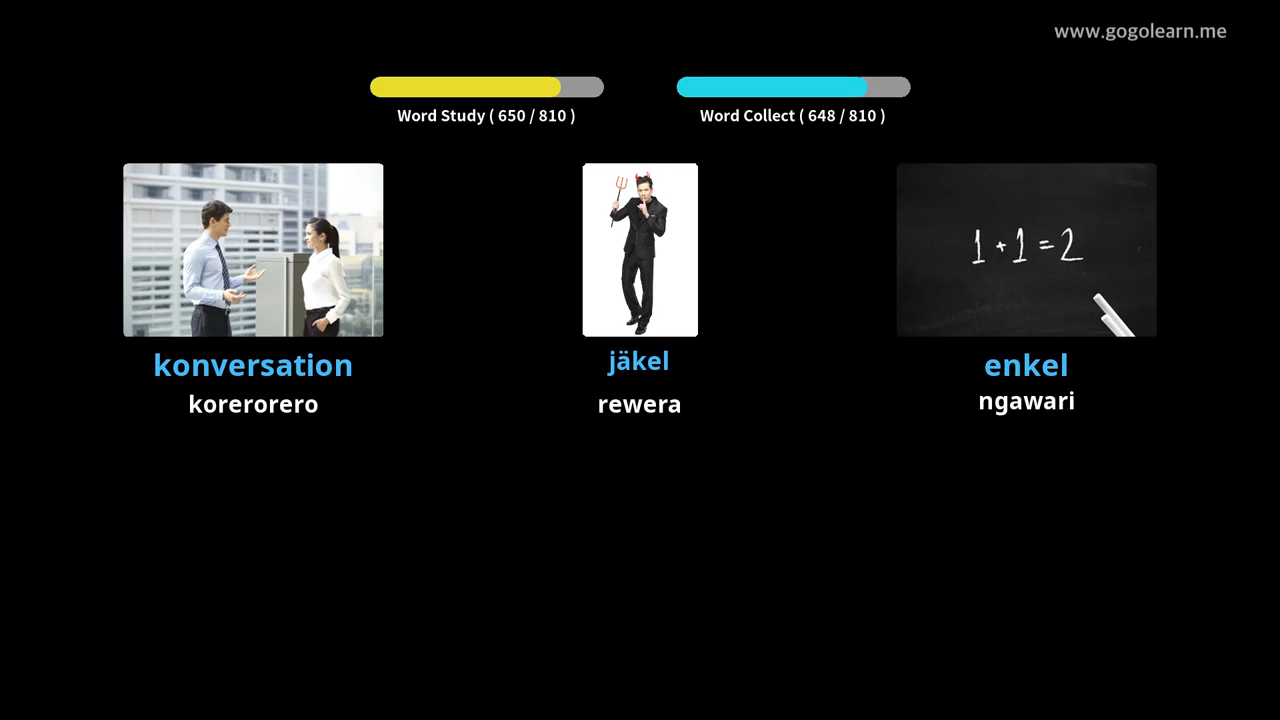 www.gogolearn.me
Word Study ( 650 / 810 )
Word Collect ( 648 / 810 )
1 + 1 = 2
konversation
korerorero
jäkel
rewera
enkel
ngawari